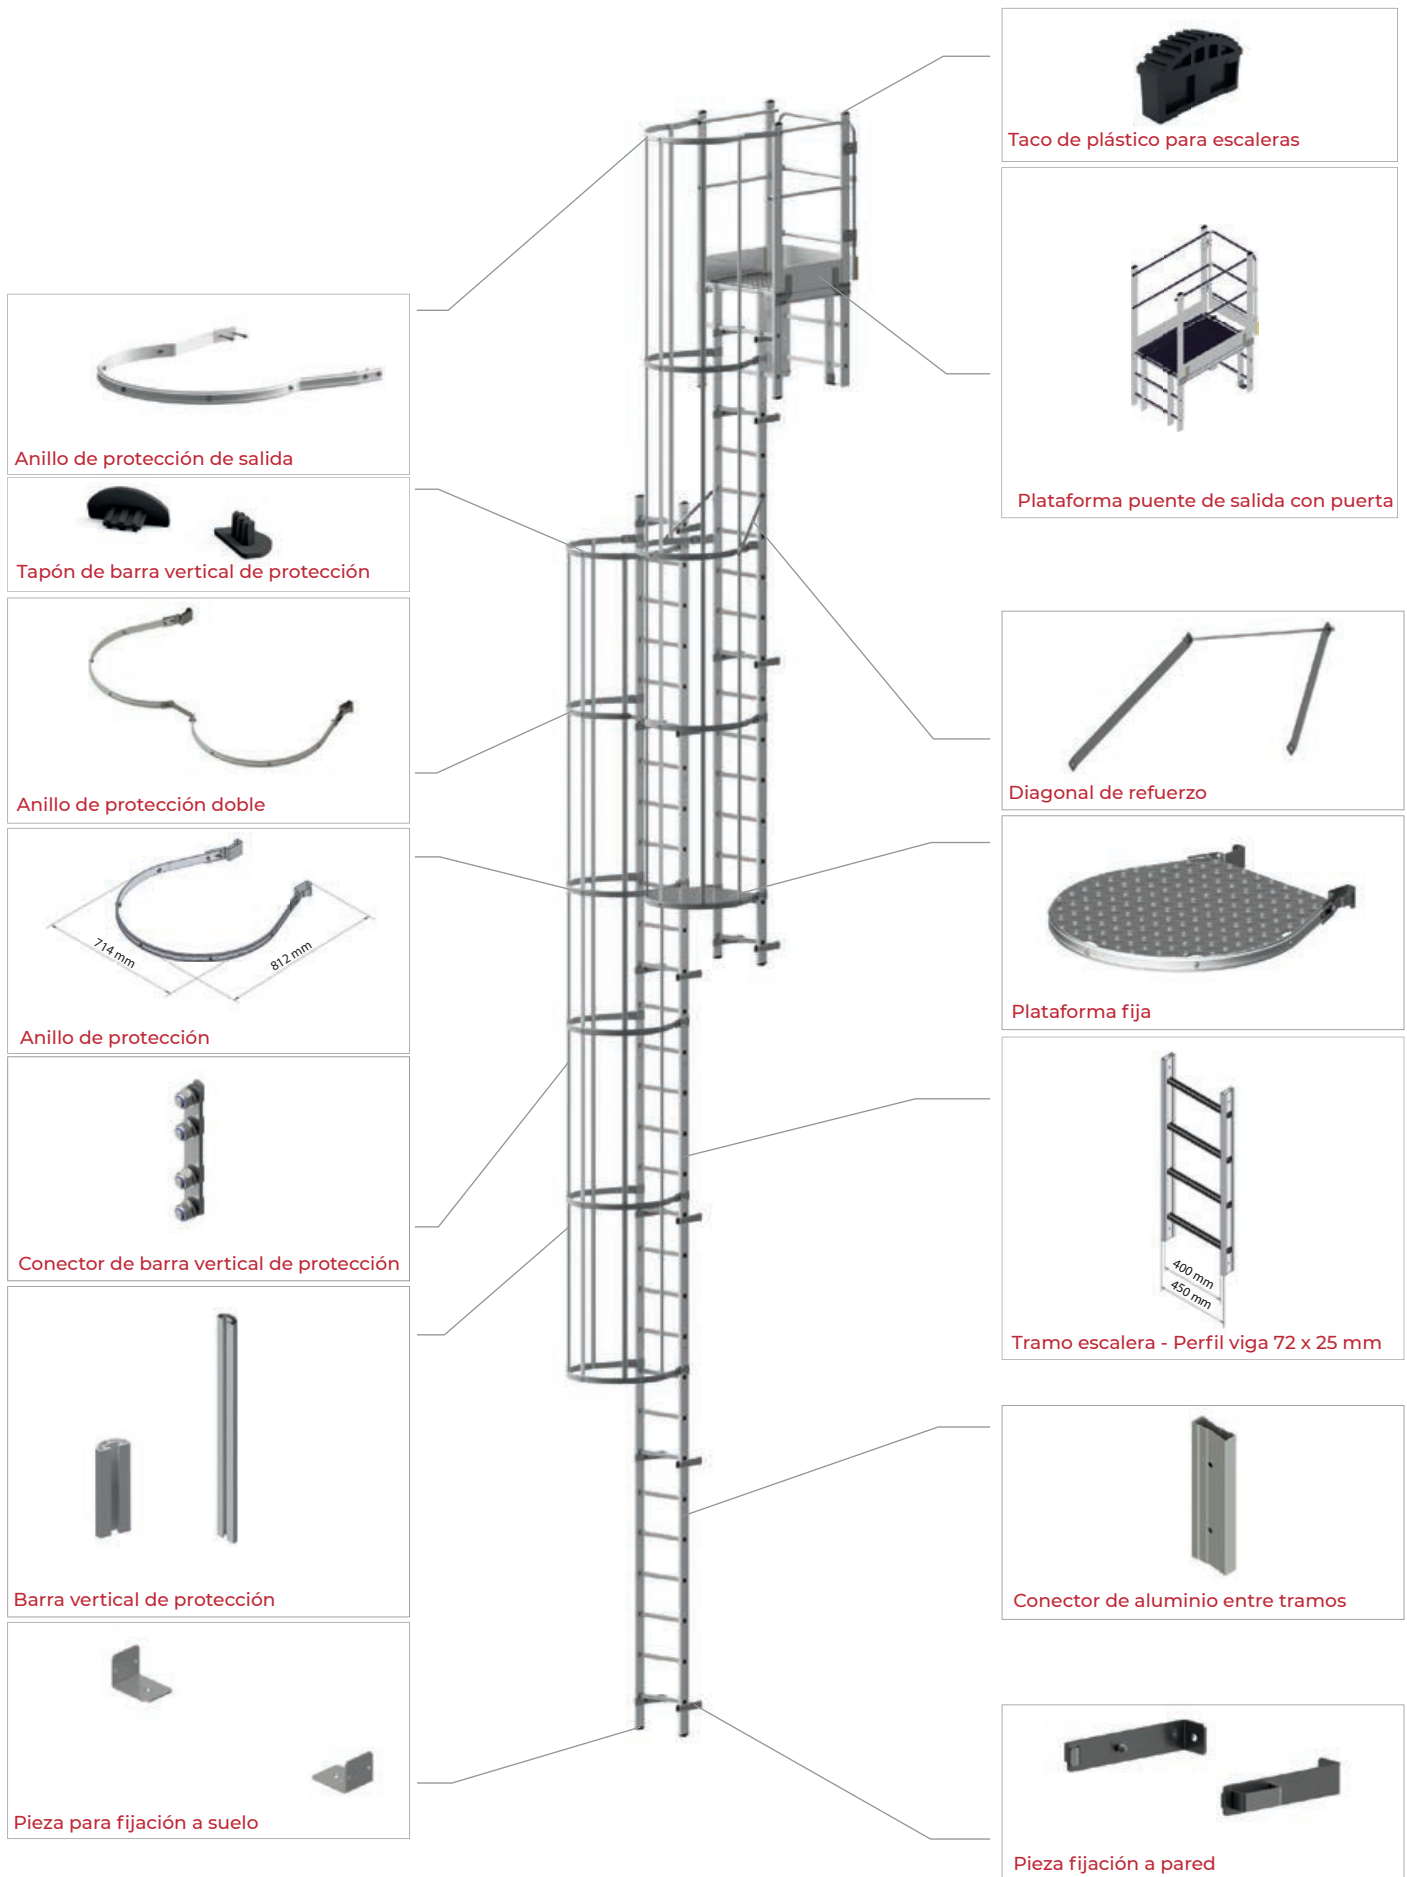 Taco de plástico para escaleras
Plataforma puente de salida con puerta
Anillo de protección de salida
Tapón de barra vertical de protección
Anillo de protección doble
Diagonal de refuerzo
714 mm
812 mm
Anillo de protección
Plataforma fija
Conector de barra vertical de protección
400 mm
450 mm
Tramo escalera - Perfil viga 72 x 25 mm
Barra vertical de protección
Conector de aluminio entre tramos
Pieza para fijación a suelo
Pieza fijación a pared